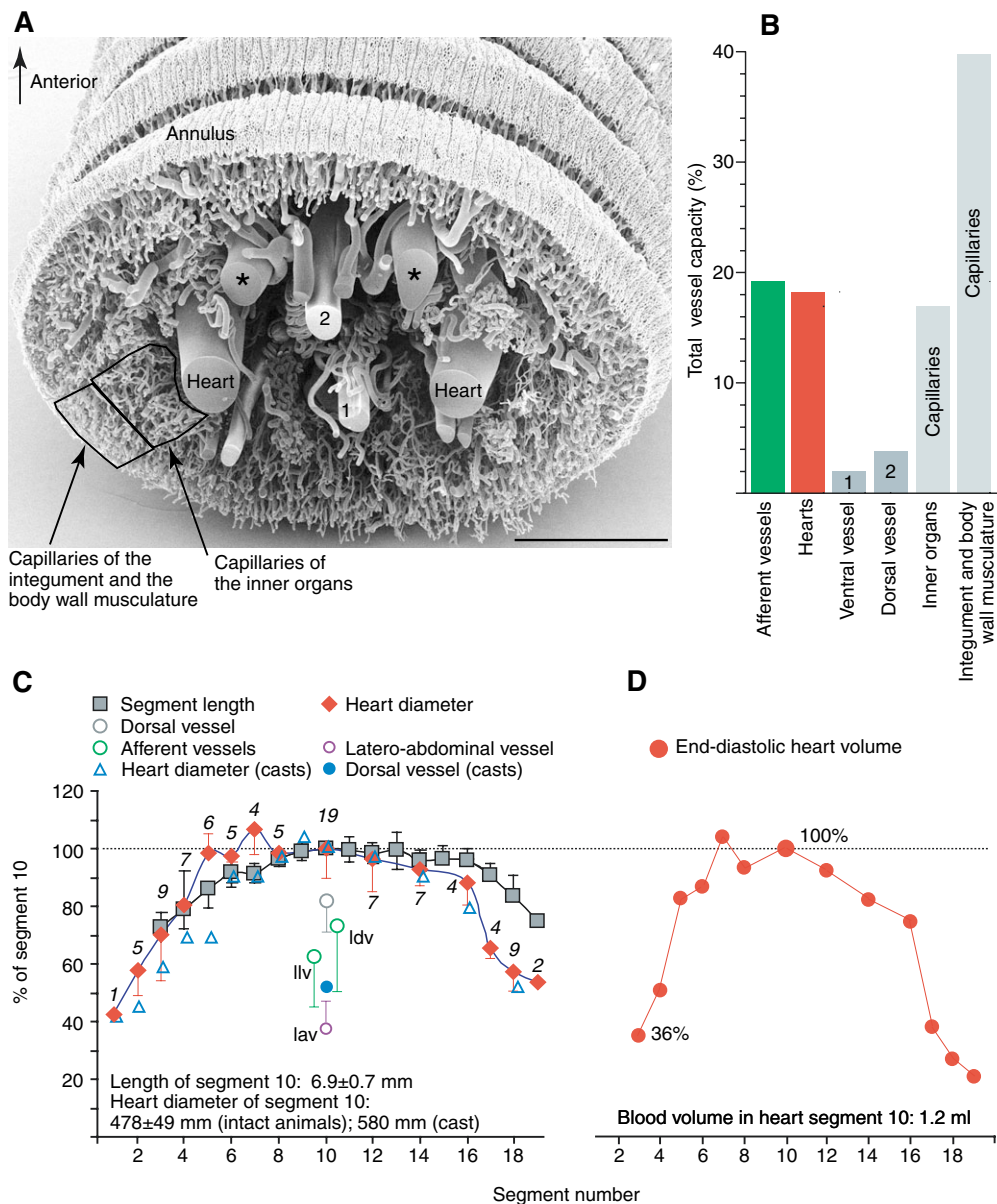 A
Anterior
Annulus
*
*
2
Heart
Heart
1
Capillaries of the
integument and the
body wall musculature
Capillaries of
the inner organs
B
Total vessel capacity (%)
40
30
20
10
1
2
Capillaries
Capillaries
Afferent vessels
Hearts
Ventral vessel
Dorsal vessel
Inner organs
Integument and body
wall musculature
C
Segment length
Heart diameter
Dorsal vessel
Afferent vessels
Latero-abdominal vessel
Heart diameter (casts)
Dorsal vessel (casts)
% of segment 10
120
100
80
60
40
20
1
5
9
7
6
5
4
5
19
7
7
4
4
9
2
ldv
llv
lav
Length of segment 10: 6.9±0.7 mm
Heart diameter of segment 10:
478±49 mm (intact animals); 580 mm (cast)
2 4 6 8 10 12 14 16 18
D
End-diastolic heart volume
100%
36%
Blood volume in heart segment 10: 1.2 ml
2 4 6 8 10 12 14 16 18
Segment number